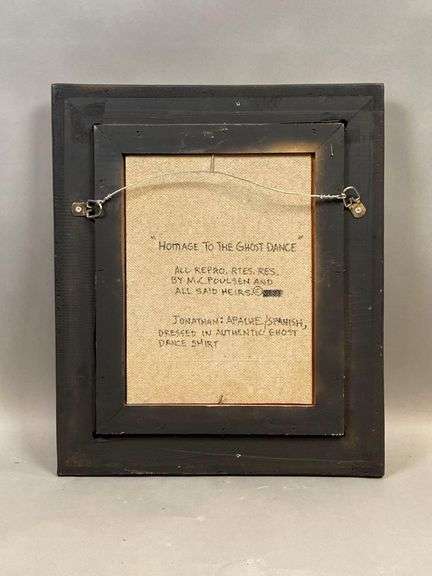 "HOMAGE TO THE GHOST DANCE"
ALL REPRO. RTES. RES.
BY M.C. POULSEN AND
ALL SAID HEIRS. ©
JONATHAN: APACHE/SPANISH,
DRESSED IN AUTHENTIC GHOST
DANCE SHIRT